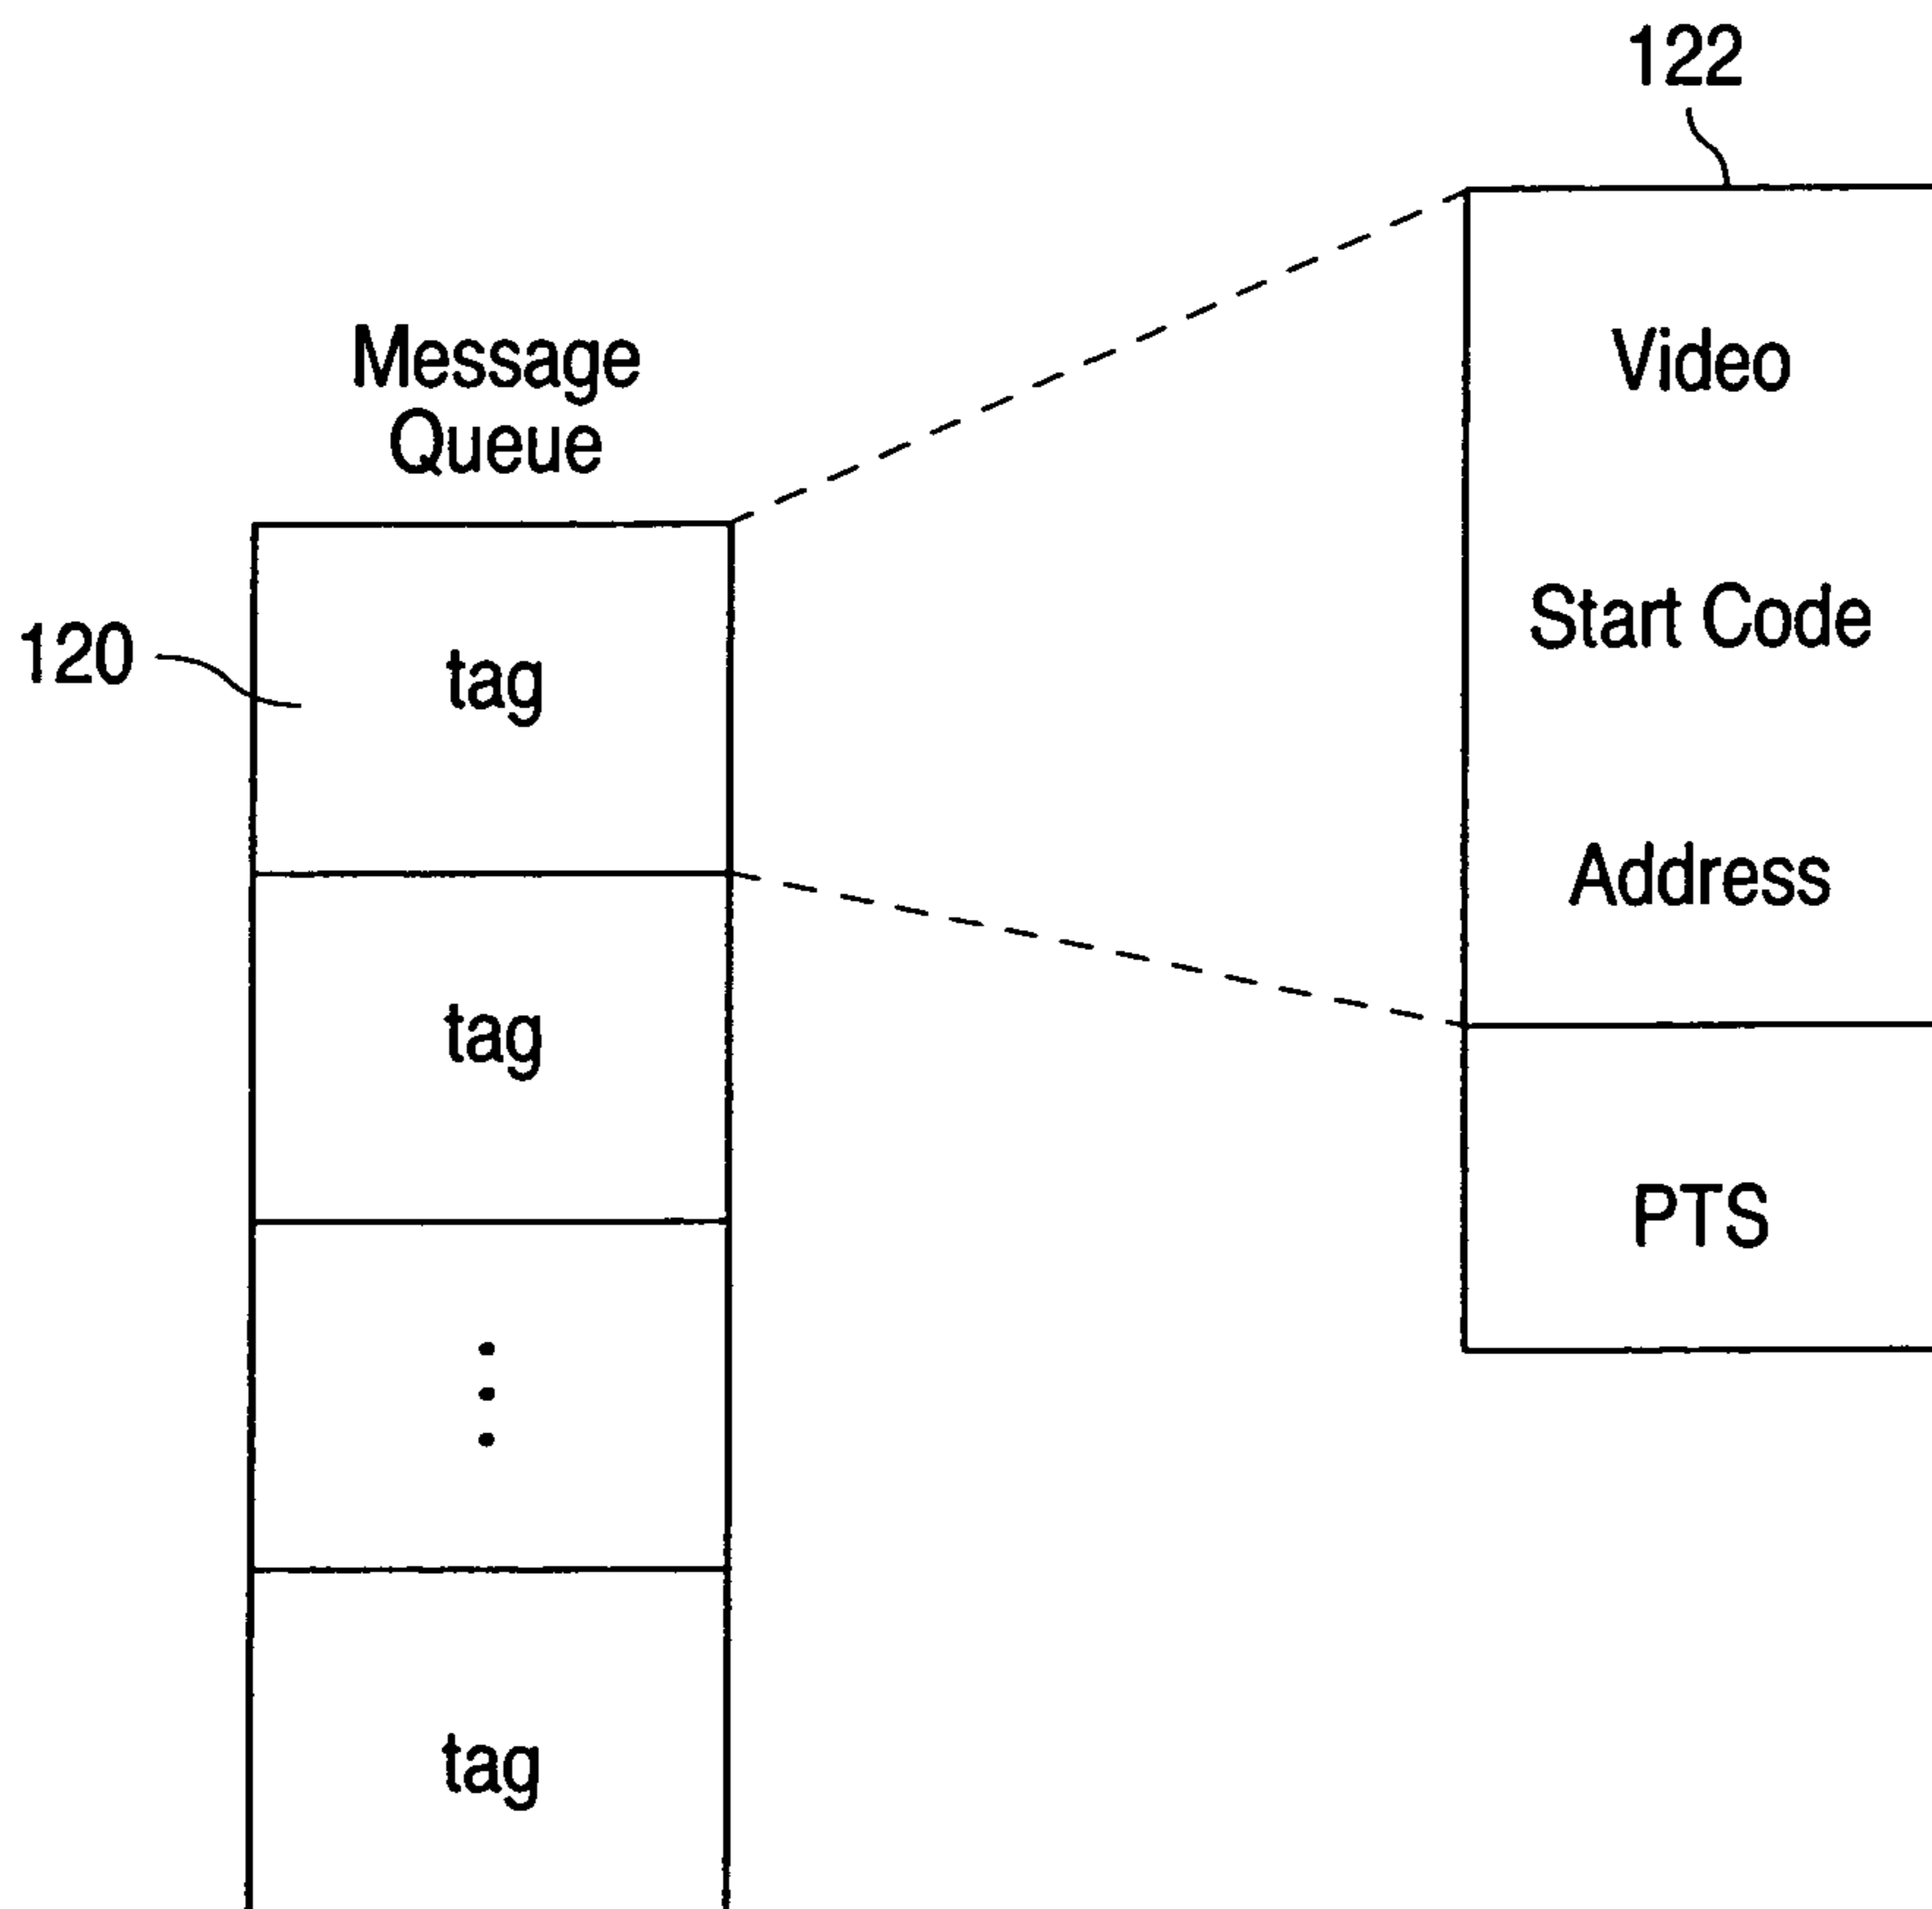 122
Message
Queue
120
tag
tag
tag
Video
Start Code
Address
PTS